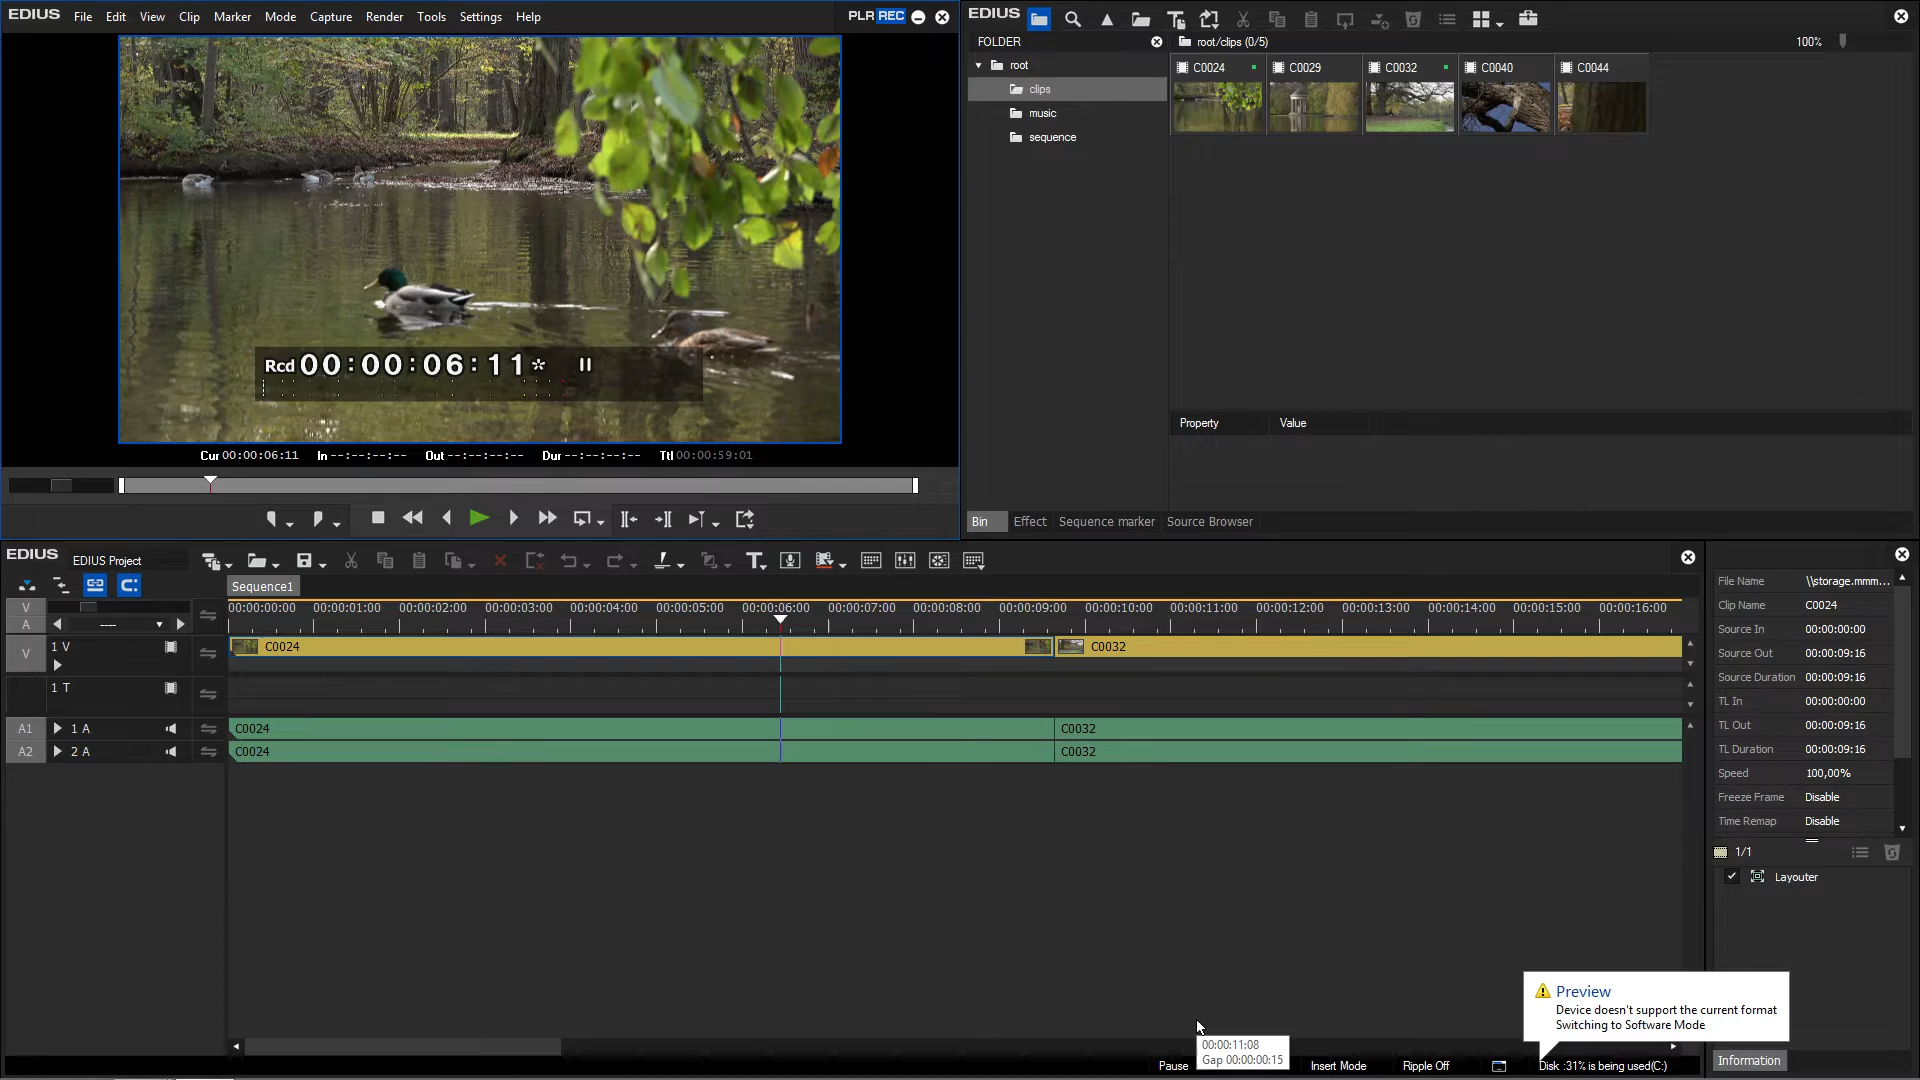 EDIUS File Edit View Clip Marker Mode Capture Render Tools Settings Help PLR REC
Rcd 00:00:06:11*
Cur 00:00:06:11 In --:--:--:-- Out --:--:--:-- Dur --:--:--:-- Ttl 00:00:59:01
EDIUS
FOLDER
root
clips
music
sequence
root/clips (0/5) 100%
C0024 C0029 C0032 C0040 C0044
Property Value
Bin Effect Sequence marker Source Browser
EDIUS EDIUS Project
Sequence1
V
A ----
00:00:00:00 00:00:01:00 00:00:02:00 00:00:03:00 00:00:04:00 00:00:05:00 00:00:06:00 00:00:07:00 00:00:08:00 00:00:09:00 00:00:10:00 00:00:11:00 00:00:12:00 00:00:13:00 00:00:14:00 00:00:15:00 00:00:16:00
V 1 V C0024 C0032
1 T
A1 1 A C0024 C0032
A2 2 A C0024 C0032
File Name \\storage.mmm...
Clip Name C0024
Source In 00:00:00:00
Source Out 00:00:09:16
Source Duration 00:00:09:16
TL In 00:00:00:00
TL Out 00:00:09:16
TL Duration 00:00:09:16
Speed 100,00%
Freeze Frame Disable
Time Remap Disable
1/1
Layouter
Preview
Device doesn't support the current format
Switching to Software Mode
00:00:11:08
Gap 00:00:00:15
Pause Insert Mode Ripple Off Disk :31% is being used(C:)
Information